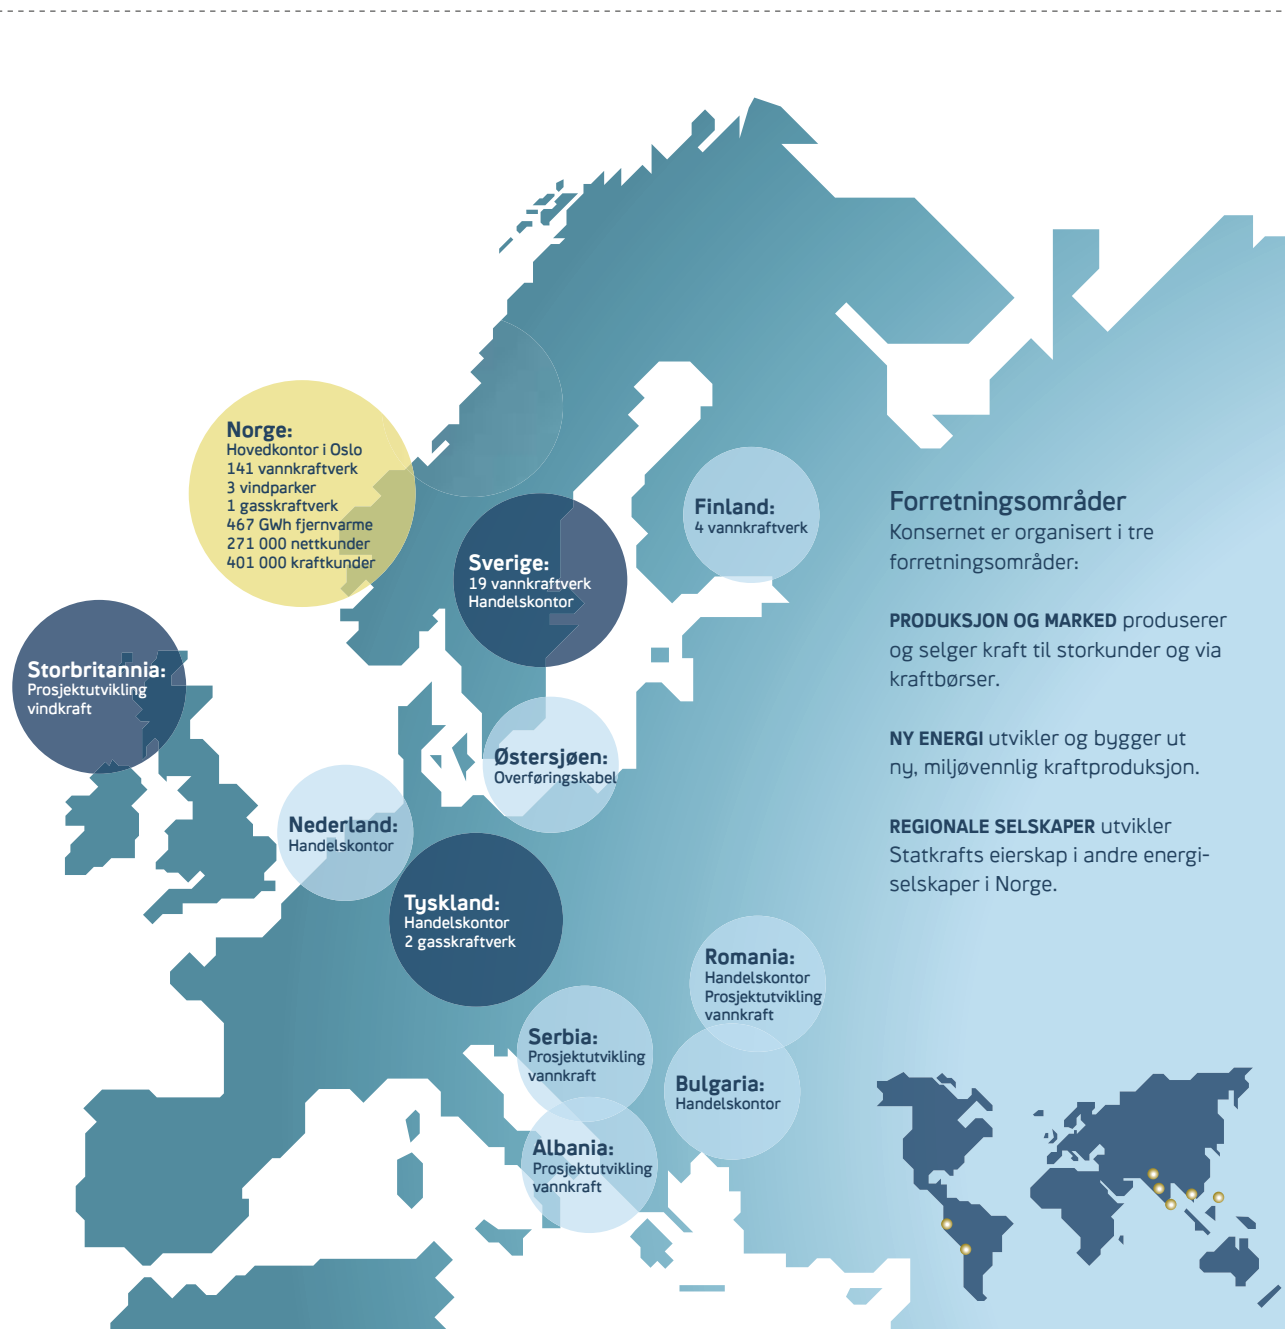 Norge:
Hovedkontor i Oslo
141 vannkraftverk
3 vindparker
1 gasskraftverk
467 GWh fjernvarme
271 000 nettkunder
401 000 kraftkunder
Sverige:
19 vannkraftverk
Handelskontor
Finland:
4 vannkraftverk
Storbritannia:
Prosjektutvikling
vindkraft
Østersjøen:
Overføringskabel
Nederland:
Handelskontor
Tyskland:
Handelskontor
2 gasskraftverk
Romania:
Handelskontor
Prosjektutvikling
vannkraft
Serbia:
Prosjektutvikling
vannkraft
Bulgaria:
Handelskontor
Albania:
Prosjektutvikling
vannkraft
Forretningsområder
Konsernet er organisert i tre
forretningsområder:
PRODUKSJON OG MARKED produserer
og selger kraft til storkunder og via
kraftbørser.
NY ENERGI utvikler og bygger ut
ny, miljøvennlig kraftproduksjon.
REGIONALE SELSKAPER utvikler
Statkrafts eierskap i andre energi-
selskaper i Norge.